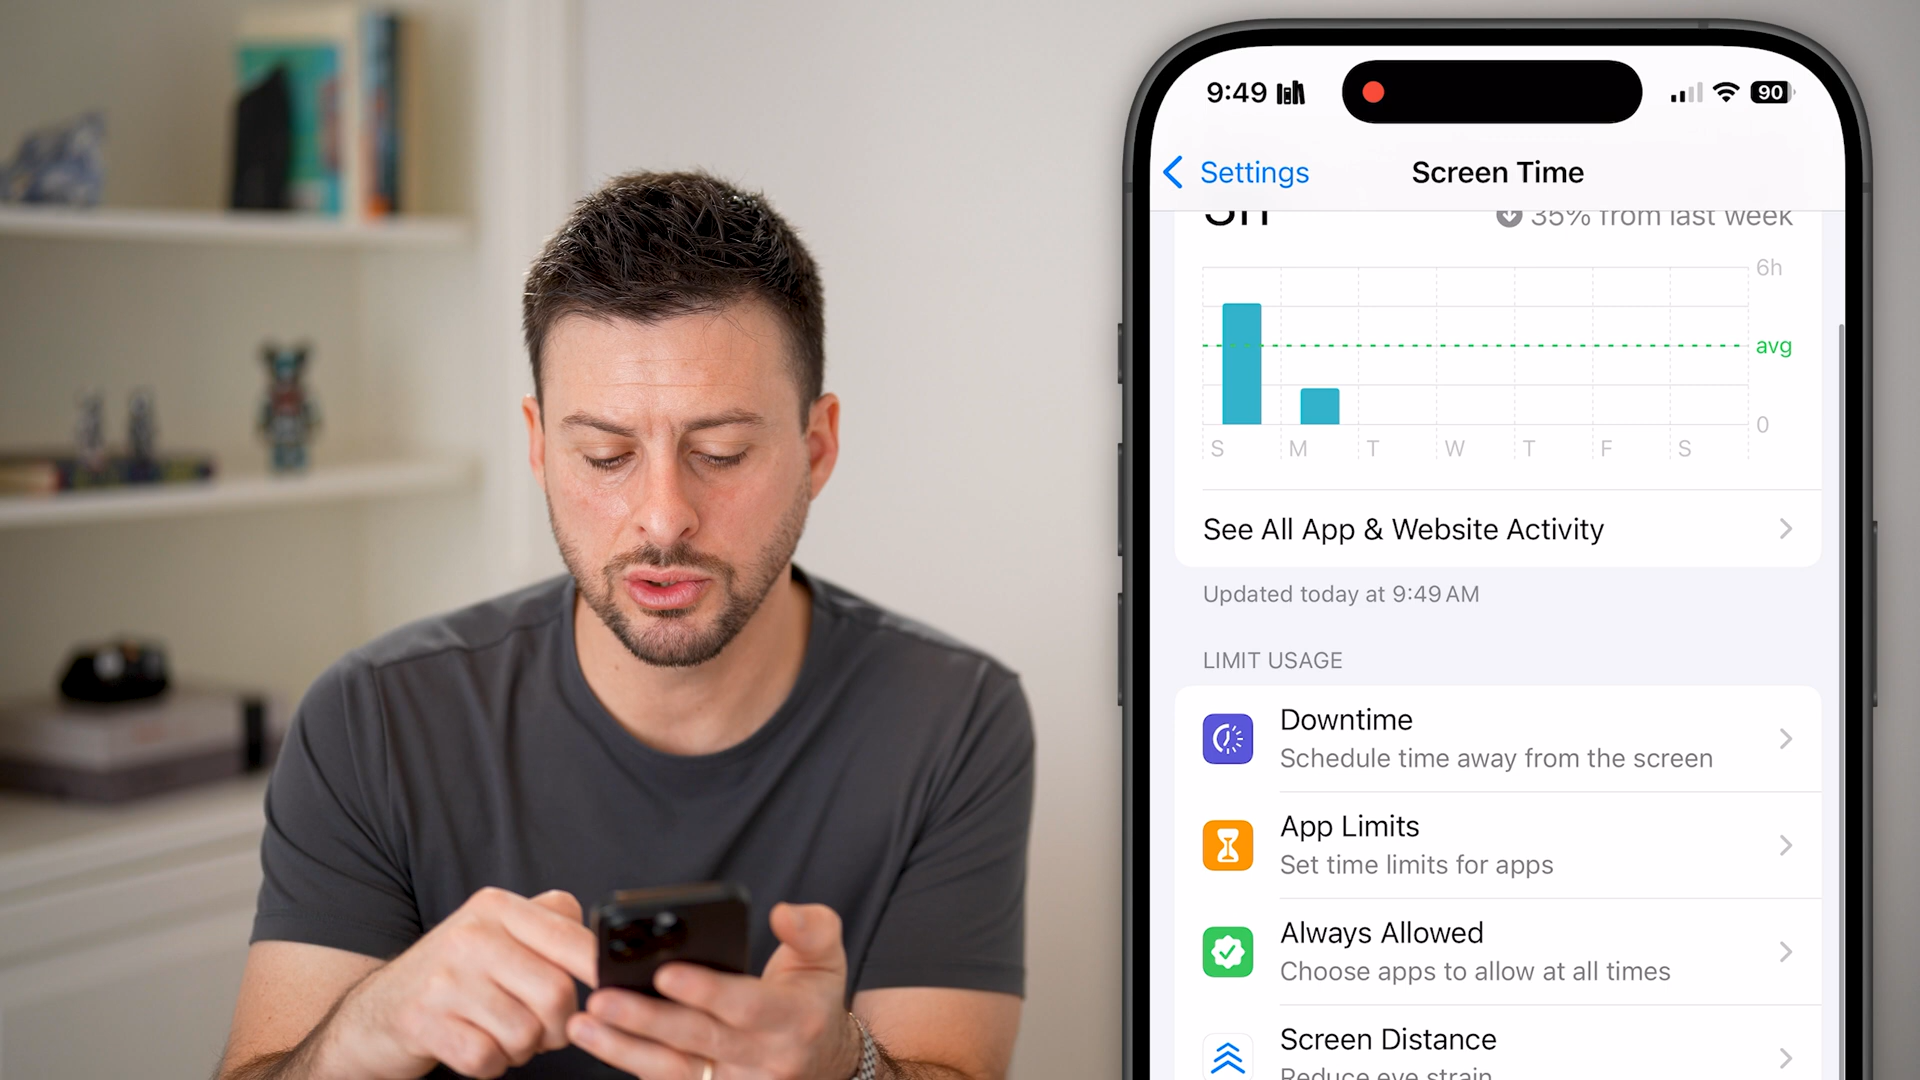 9:49
90
Settings
Screen Time
35% from last week
6h
avg
0
S M T W T F S
See All App & Website Activity
Updated today at 9:49 AM
LIMIT USAGE
Downtime
Schedule time away from the screen
App Limits
Set time limits for apps
Always Allowed
Choose apps to allow at all times
Screen Distance
Reduce eye strain